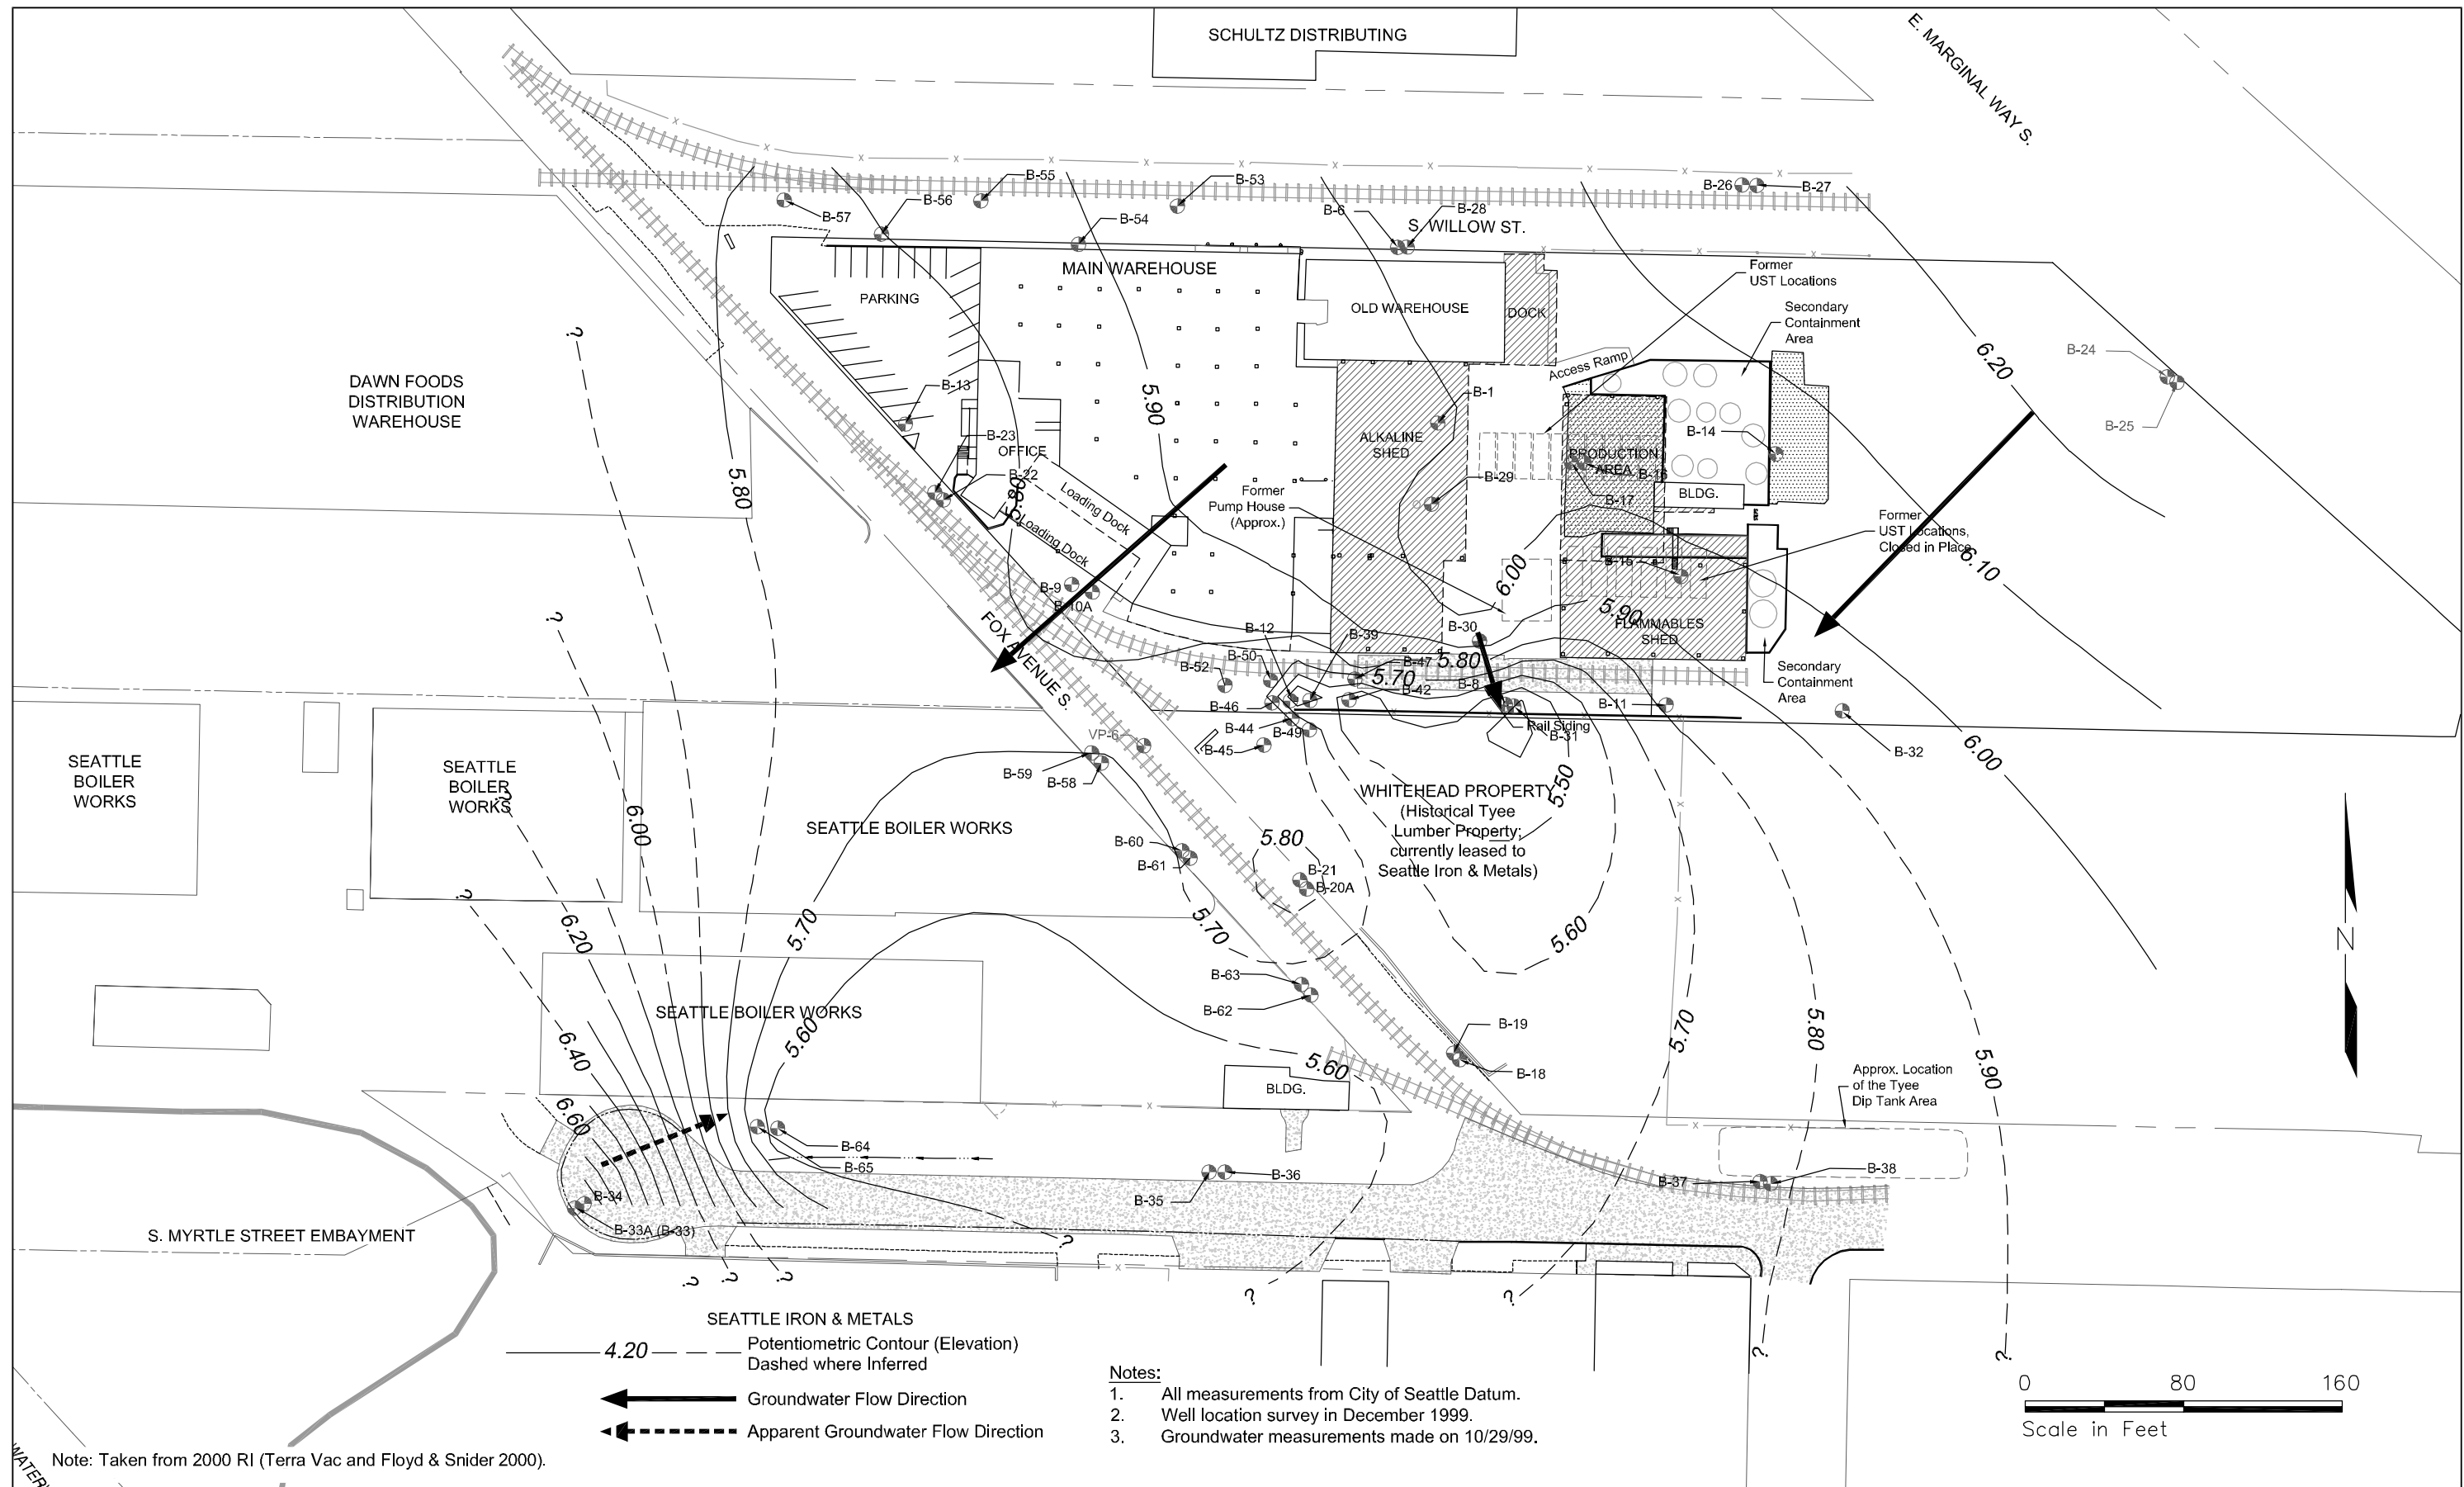 SCHULTZ DISTRIBUTING
E. MARGINAL WAY S.
B-55
B-53
B-26
B-27
B-57
B-56
B-54
B-6
B-28
S. WILLOW ST.
MAIN WAREHOUSE
PARKING
OLD WAREHOUSE
DOCK
Former
UST Locations
Secondary
Containment
Area
6.20
B-24
B-25
Access Ramp
DAWN FOODS
DISTRIBUTION
WAREHOUSE
?
B-13
5.90
B-1
ALKALINE
SHED
B-14
B-23
OFFICE
B-22
5.80
5.80
Loading Dock
Loading Dock
Former
Pump House
(Approx.)
B-29
PRODUCTION
AREA
B-16
B-17
BLDG.
Former
UST Locations,
Closed in Place
6.10
6.00
B-15
B-9
B-10A
?
FOX AVENUE S.
5.90
FLAMMABLES
SHED
B-12
B-39
B-30
B-52
B-50
B-47
5.80
5.70
B-42
B-8
B-46
B-11
Secondary
Containment
Area
B-44
B-49
B-45
Rail Siding
B-31
B-32
6.00
VP-6
B-59
B-58
SEATTLE
BOILER
WORKS
SEATTLE
BOILER
WORKS
?
6.00
SEATTLE BOILER WORKS
WHITEHEAD PROPERTY
(Historical Tyee
Lumber Property;
currently leased to
Seattle Iron & Metals)
5.50
5.80
B-60
B-61
B-21
B-20A
?
6.20
5.70
5.70
5.60
B-63
B-62
SEATTLE BOILER WORKS
5.60
6.40
6.60
B-19
B-18
5.60
BLDG.
5.70
5.80
5.90
Approx. Location
of the Tyee
Dip Tank Area
N
B-64
B-65
B-36
B-35
B-37
B-38
B-34
B-33A (B-33)
S. MYRTLE STREET EMBAYMENT
?
?
?
?
?
?
?
?
SEATTLE IRON & METALS
4.20
Potentiometric Contour (Elevation)
Dashed where Inferred
Groundwater Flow Direction
Apparent Groundwater Flow Direction
Notes:
1. All measurements from City of Seattle Datum.
2. Well location survey in December 1999.
3. Groundwater measurements made on 10/29/99.
0 80 160
Scale in Feet
Note: Taken from 2000 RI (Terra Vac and Floyd & Snider 2000).